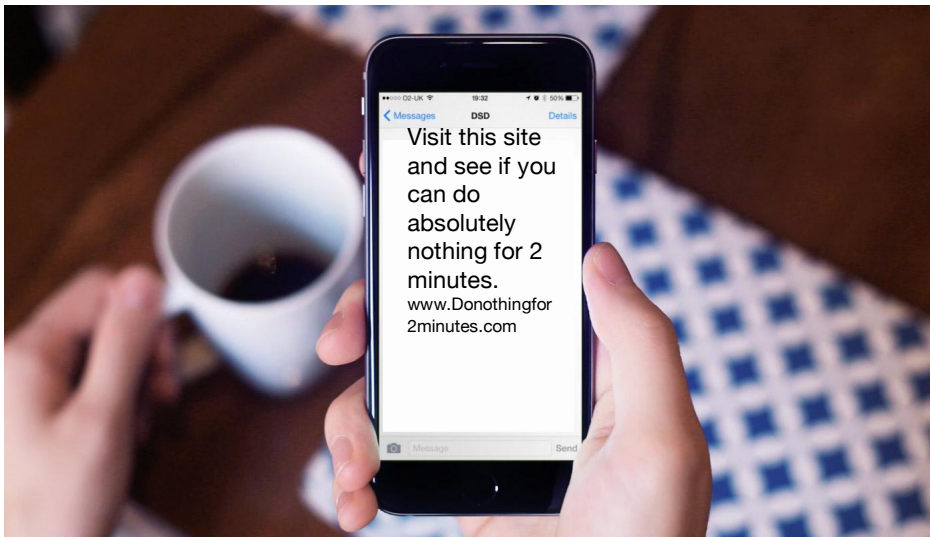 O2-UK 19:32 50%
Messages DSD Details
Visit this site
and see if you
can do
absolutely
nothing for 2
minutes.
www.Donothingfor
2minutes.com
Message Send